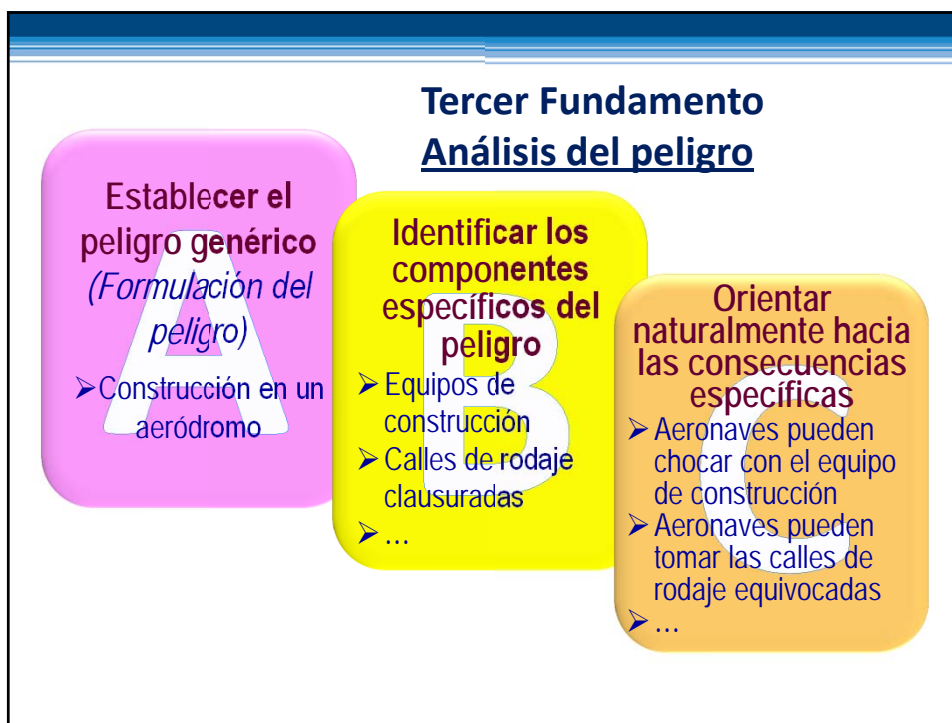 Tercer Fundamento
Análisis del peligro
A
Establecer el
peligro genérico
(Formulación del
peligro)
➢Construcción en un
aeródromo
B
Identificar los
componentes
específicos del
peligro
➢ Equipos de
construcción
➢ Calles de rodaje
clausuradas
➢ ...
C
Orientar
naturalmente hacia
las consecuencias
específicas
➢ Aeronaves pueden
chocar con el equipo
de construcción
➢ Aeronaves pueden
tomar las calles de
rodaje equivocadas
➢ ...